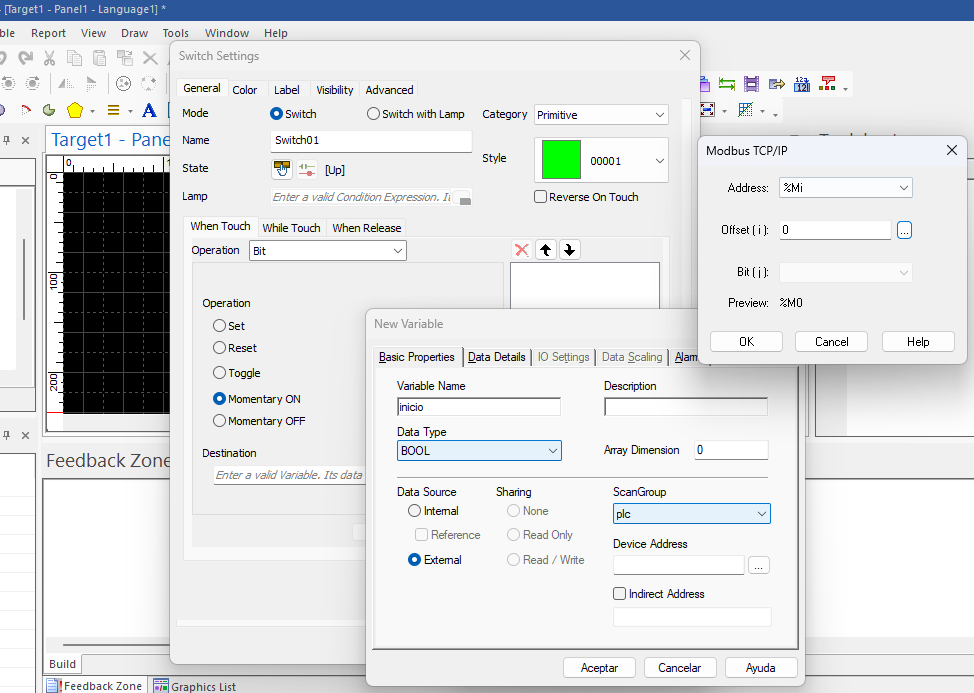 - [Target1 - Panel1 - Language1] *
ble Report View Draw Tools Window Help
Target1 - Pane
0
0
100
200
Feedback Zone
Build
Feedback Zone Graphics List
Switch Settings
General Color Label Visibility Advanced
Mode Switch Switch with Lamp Category Primitive
Name Switch01
Style 00001
State [Up]
Lamp Enter a valid Condition Expression. It
Reverse On Touch
When Touch While Touch When Release
Operation Bit
Operation
Set
Reset
Toggle
Momentary ON
Momentary OFF
Destination
Enter a valid Variable. Its data
New Variable
Basic Properties Data Details IO Settings Data Scaling Alarm
Variable Name Description
inicio
Data Type
BOOL Array Dimension 0
Data Source Sharing ScanGroup
Internal None plc
Reference Read Only Device Address
External Read / Write ...
Indirect Address
Aceptar Cancelar Ayuda
Modbus TCP/IP
Address: %Mi
Offset ( i ): 0 ...
Bit ( j ):
Preview: %M0
OK Cancel Help